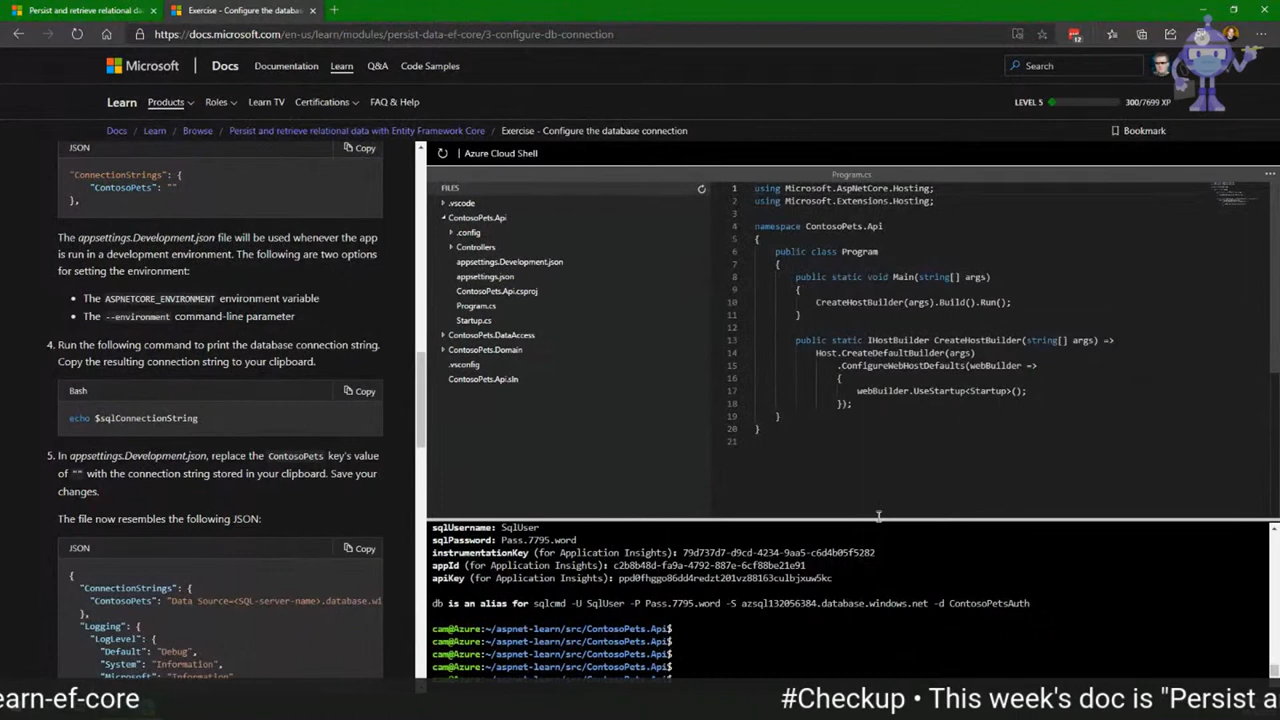 Persist and retrieve relational da
Exercise - Configure the databas
https://docs.microsoft.com/en-us/learn/modules/persist-data-ef-core/3-configure-db-connection
12
Microsoft
Docs
Documentation
Learn
Q&A
Code Samples
Search
Learn
Products
Roles
Learn TV
Certifications
FAQ & Help
LEVEL 5
300/7699 XP
Docs
Learn
Browse
Persist and retrieve relational data with Entity Framework Core
Exercise - Configure the database connection
Bookmark
JSON
Copy
"ConnectionStrings": {
"ContosoPets": ""
},
The appsettings.Development.json file will be used whenever the app
is run in a development environment. The following are two options
for setting the environment:
• The ASPNETCORE_ENVIRONMENT environment variable
• The --environment command-line parameter
4. Run the following command to print the database connection string.
Copy the resulting connection string to your clipboard.
Bash
Copy
echo $sqlConnectionString
5. In appsettings.Development.json, replace the ContosoPets key's value
of "" with the connection string stored in your clipboard. Save your
changes.
The file now resembles the following JSON:
JSON
Copy
{
"ConnectionStrings": {
"ContosoPets": "Data Source=<SQL-server-name>.database.wi
},
"Logging": {
"LogLevel": {
"Default": "Debug",
"System": "Information",
"Microsoft": "Information"
| Azure Cloud Shell
FILES
.vscode
ContosoPets.Api
.config
Controllers
appsettings.Development.json
appsettings.json
ContosoPets.Api.csproj
Program.cs
Startup.cs
ContosoPets.DataAccess
ContosoPets.Domain
.vsconfig
ContosoPets.Api.sln
Program.cs
1 using Microsoft.AspNetCore.Hosting;
2 using Microsoft.Extensions.Hosting;
3
4 namespace ContosoPets.Api
5 {
6 public class Program
7 {
8 public static void Main(string[] args)
9 {
10 CreateHostBuilder(args).Build().Run();
11 }
12
13 public static IHostBuilder CreateHostBuilder(string[] args) =>
14 Host.CreateDefaultBuilder(args)
15 .ConfigureWebHostDefaults(webBuilder =>
16 {
17 webBuilder.UseStartup<Startup>();
18 });
19 }
20 }
21
sqlUsername: SqlUser
sqlPassword: Pass.7795.word
instrumentationKey (for Application Insights): 79d737d7-d9cd-4234-9aa5-c6d4b05f5282
appId (for Application Insights): c2b8b48d-fa9a-4792-887e-6cf88be21e91
apiKey (for Application Insights): ppd0fhggo86dd4redzt201vz88163culbjxuw5kc
db is an alias for sqlcmd -U SqlUser -P Pass.7795.word -S azsql132056384.database.windows.net -d ContosoPetsAuth
cam@Azure:~/aspnet-learn/src/ContosoPets.Api$
cam@Azure:~/aspnet-learn/src/ContosoPets.Api$
cam@Azure:~/aspnet-learn/src/ContosoPets.Api$
cam@Azure:~/aspnet-learn/src/ContosoPets.Api$
cam@Azure:~/aspnet-learn/src/ContosoPets.Api$
earn-ef-core
#Checkup • This week's doc is "Persist a